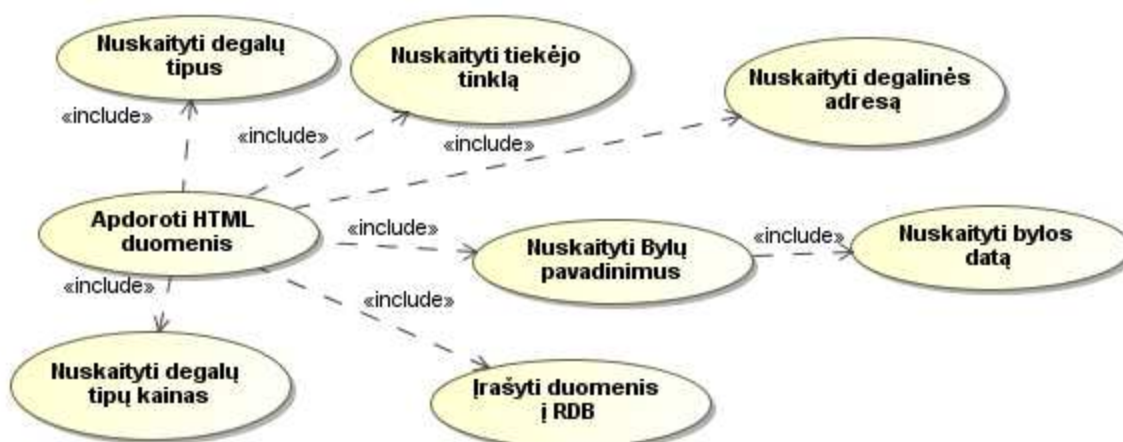 Nuskaityti degalų
tipus
Nuskaityti tiekėjo
tinklą
Nuskaityti degalinės
adresą
«include»
«include»
«include»
Apdoroti HTML
duomenis
«include»
Nuskaityti Bylų
pavadinimus
«include»
Nuskaityti bylos
datą
«include»
«include»
Nuskaityti degalų
tipų kainas
Įrašyti duomenis
į RDB